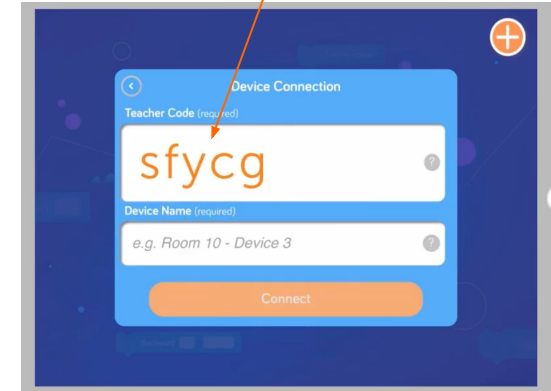 Device Connection
Teacher Code (required)
sfycg
?
Device Name (required)
e.g. Room 10 - Device 3
?
Connect